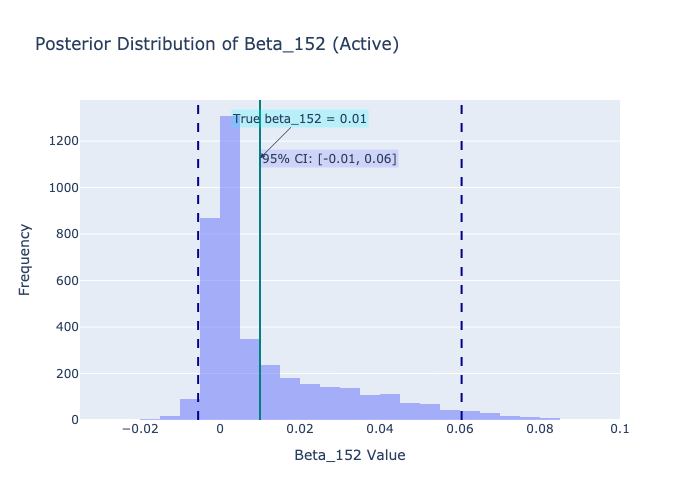 Posterior Distribution of Beta_152 (Active)
True beta_152 = 0.01
95% CI: [-0.01, 0.06]
1200
1000
800
600
400
200
0
Frequency
−0.02
0
0.02
0.04
0.06
0.08
0.1
Beta_152 Value